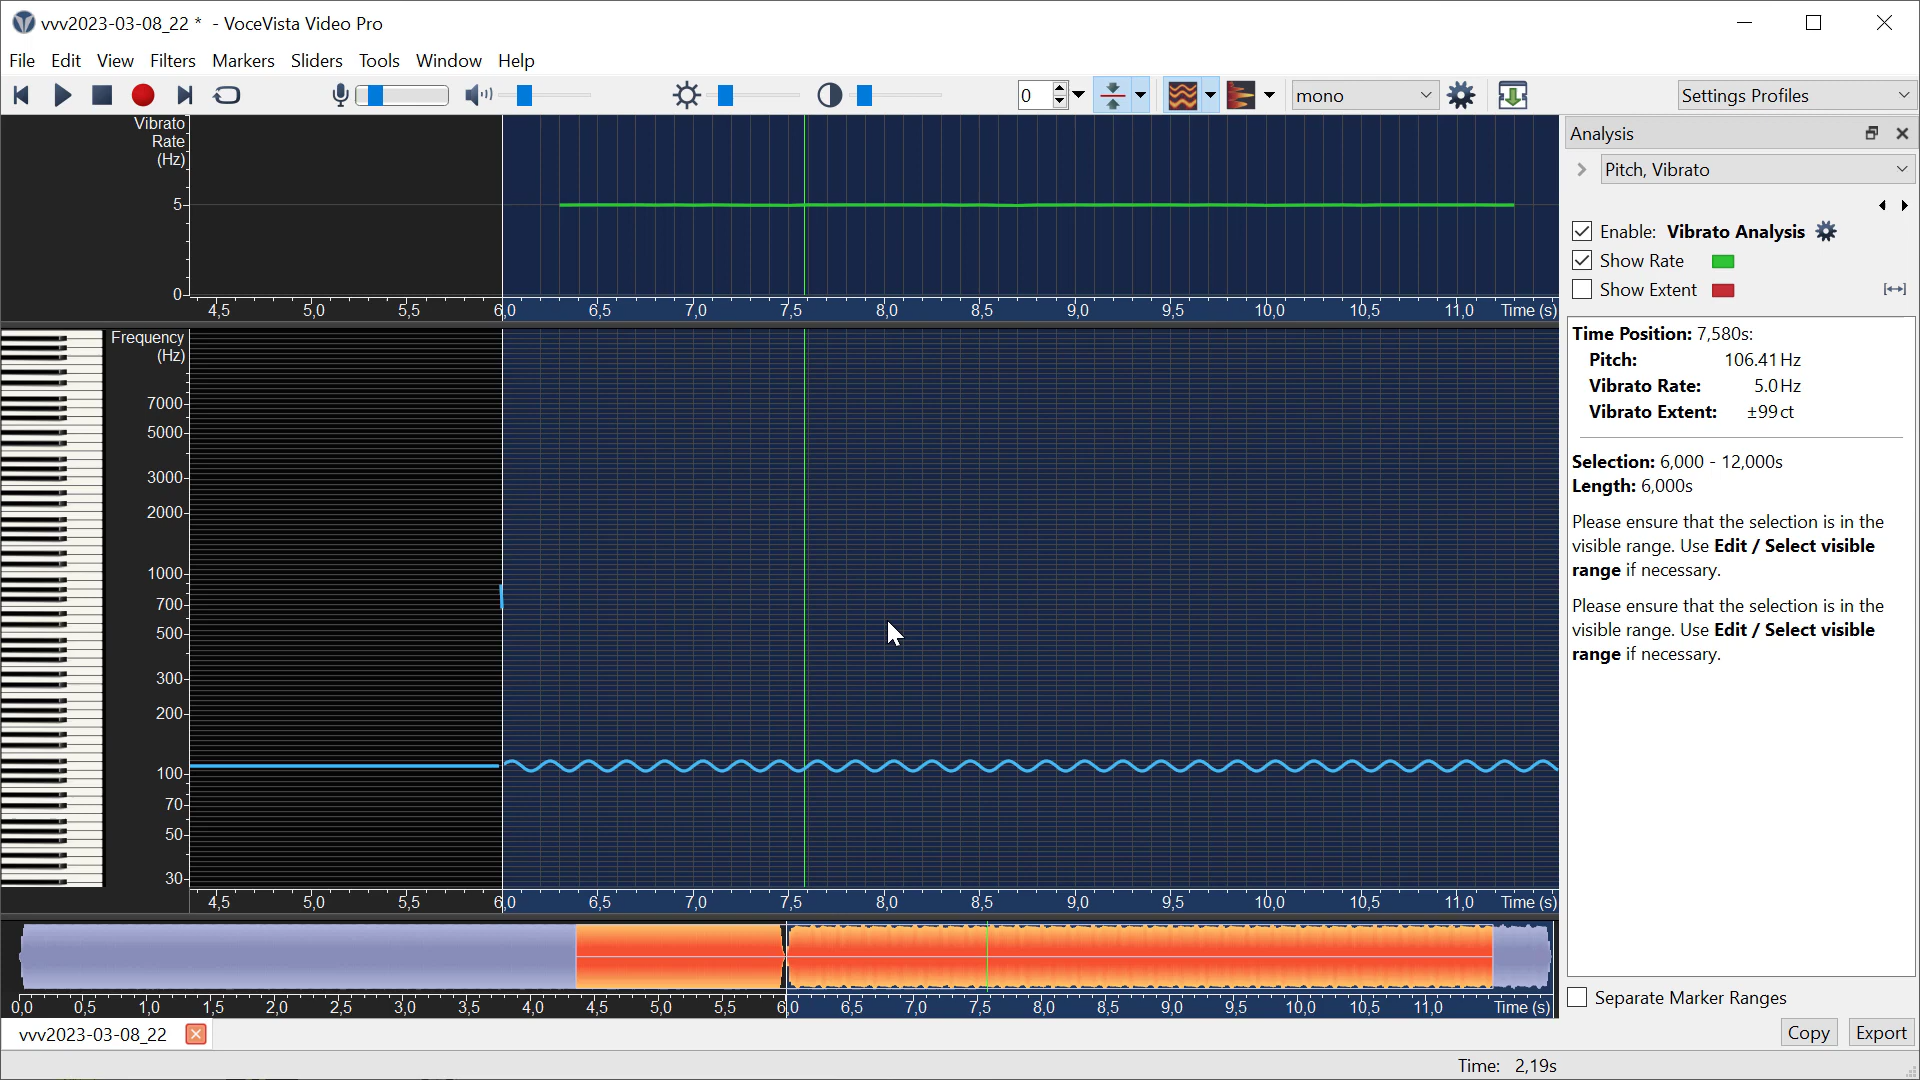 vvv2023-03-08_22 * - VoceVista Video Pro
File Edit View Filters Markers Sliders Tools Window Help
0 mono Settings Profiles
Vibrato
Rate
(Hz)
5
0
4,5 5,0 5,5 6,0 6,5 7,0 7,5 8,0 8,5 9,0 9,5 10,0 10,5 11,0 Time (s)
Frequency
(Hz)
7000
5000
3000
2000
1000
700
500
300
200
100
70
50
30
4,5 5,0 5,5 6,0 6,5 7,0 7,5 8,0 8,5 9,0 9,5 10,0 10,5 11,0 Time (s)
0,0 0,5 1,0 1,5 2,0 2,5 3,0 3,5 4,0 4,5 5,0 5,5 6,0 6,5 7,0 7,5 8,0 8,5 9,0 9,5 10,0 10,5 11,0 Time (s)
vvv2023-03-08_22
Analysis
Pitch, Vibrato
Enable: Vibrato Analysis
Show Rate
Show Extent
Time Position: 7,580s:
Pitch: 106.41 Hz
Vibrato Rate: 5.0 Hz
Vibrato Extent: ±99 ct
Selection: 6,000 - 12,000s
Length: 6,000s
Please ensure that the selection is in the
visible range. Use Edit / Select visible
range if necessary.
Please ensure that the selection is in the
visible range. Use Edit / Select visible
range if necessary.
Separate Marker Ranges
Copy Export
Time: 2,19s